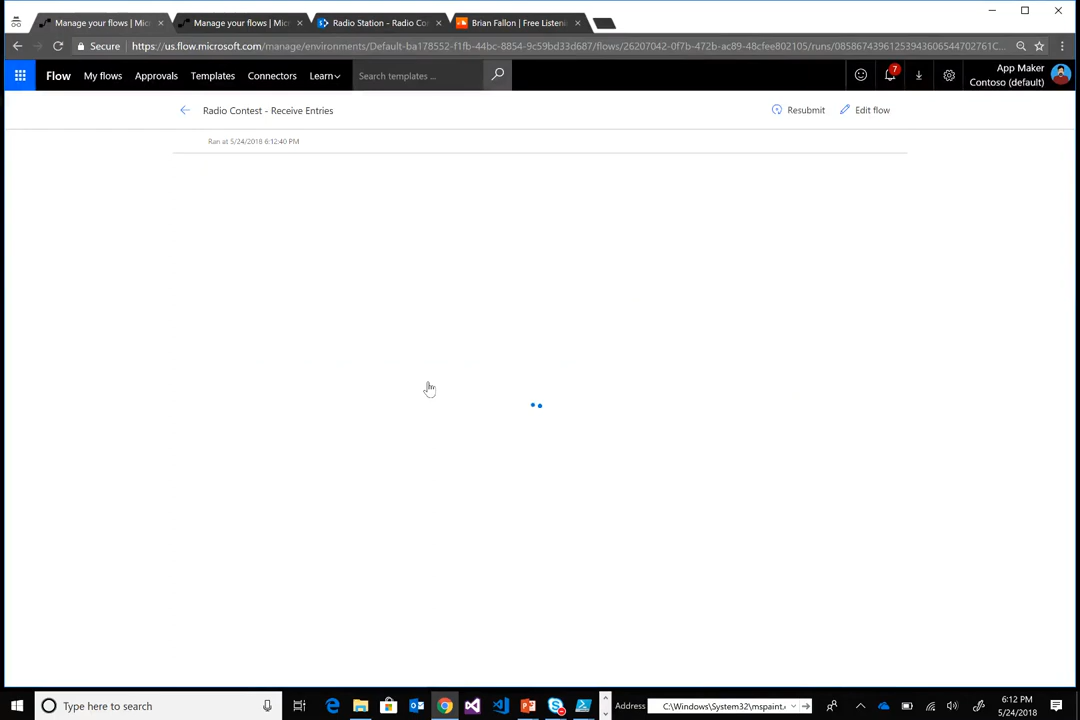 Manage your flows | Micr
Manage your flows | Micr
Radio Station - Radio Co
Brian Fallon | Free Listeni
Secure
https://us.flow.microsoft.com/manage/environments/Default-ba178552-f1fb-44bc-8854-9c59bd33d687/flows/26207042-0f7b-472b-ac89-48cfee802105/runs/08586743961253943606544702761C...
Flow
My flows
Approvals
Templates
Connectors
Learn
Search templates ...
7
App Maker
Contoso (default)
Radio Contest - Receive Entries
Resubmit
Edit flow
Ran at 5/24/2018 6:12:40 PM
Type here to search
Address
C:\Windows\System32\mspaint.e
6:12 PM
5/24/2018